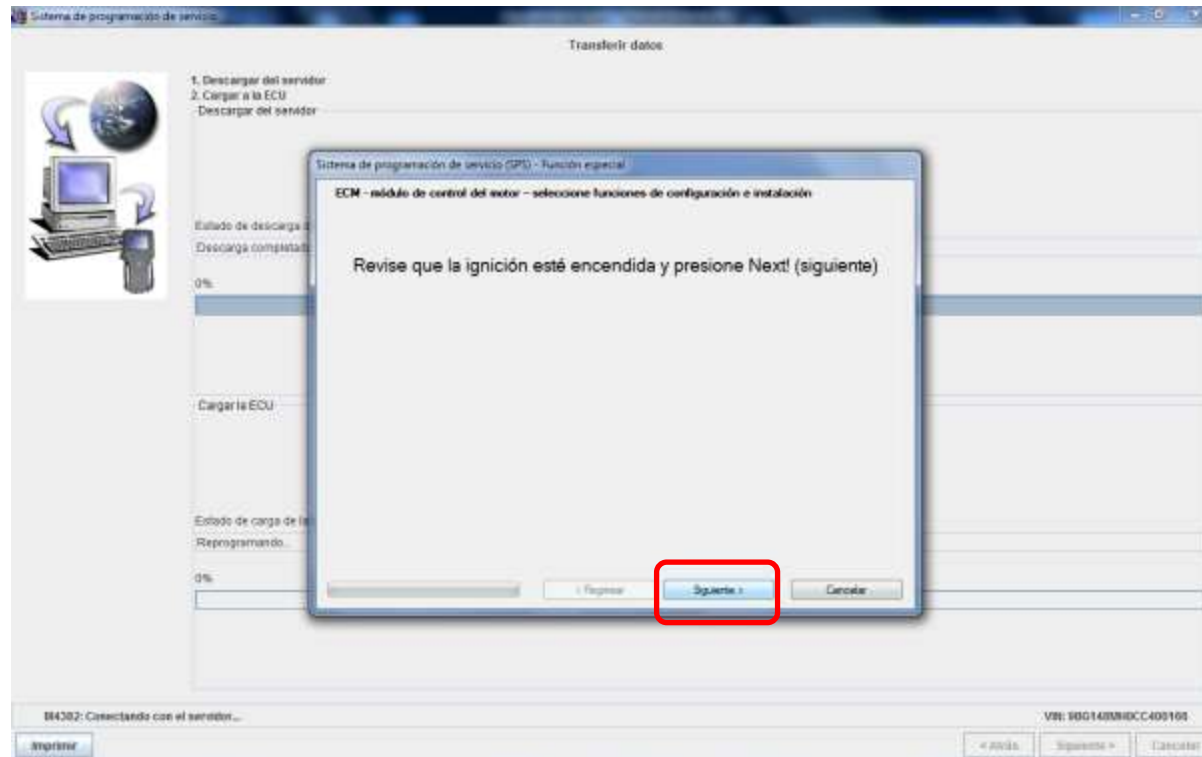 Sistema de programación de servicio
Transferir datos
1. Descargar del servidor
2. Cargar a la ECU
Descargar del servidor
Sistema de programación de servicio (SPS) - Función especial
ECM - módulo de control del motor – seleccione funciones de configuración e instalación
Estado de descarga
Descarga completada
Revise que la ignición esté encendida y presione Next! (siguiente)
0%
Cargar la ECU
Estado de carga de la
Reprogramando..
0%
< Regresar
Siguiente >
Cancelar
Conectando con el servidor...
VIN:
Imprimir
< Atrás
Siguiente >
Cancelar